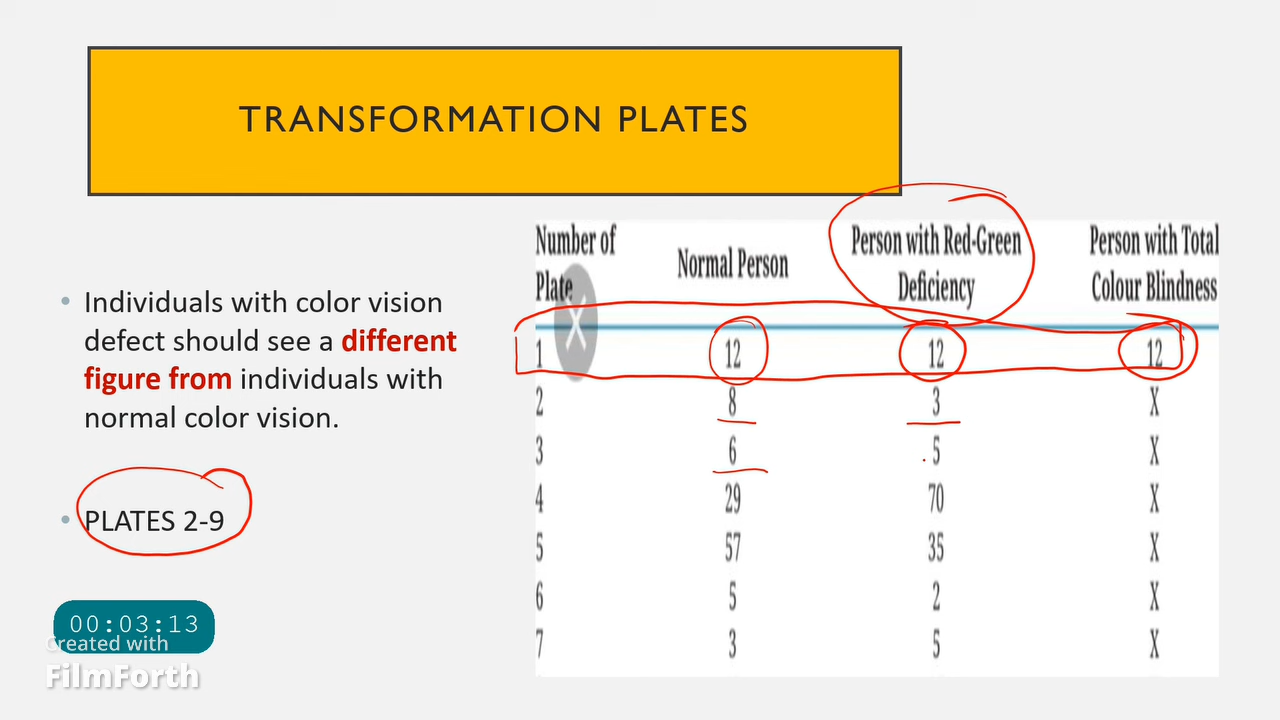 TRANSFORMATION PLATES
• Individuals with color vision
defect should see a different
figure from individuals with
normal color vision.
• PLATES 2-9
00:03:13
Created with
FilmForth
Number of Plate Normal Person Person with Red-Green Deficiency Person with Total Colour Blindness
X
1 12 12 12
2 8 3 X
3 6 5 X
4 29 70 X
5 57 35 X
6 5 2 X
7 3 5 X